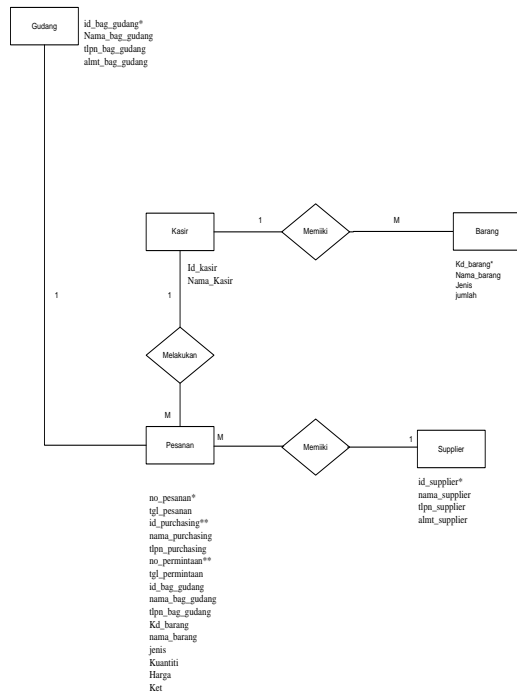 Gudang
id_bag_gudang*
Nama_bag_gudang
tlpn_bag_gudang
almt_bag_gudang
Kasir
1
Memiiki
M
Barang
Id_kasir
Nama_Kasir
Kd_barang*
Nama_barang
Jenis
jumlah
1
1
Melakukan
M
Pesanan
M
Memiiki
1
Supplier
id_supplier*
nama_supplier
tlpn_supplier
almt_supplier
no_pesanan*
tgl_pesanan
id_purchasing**
nama_purchasing
tlpn_purchasing
no_permintaan**
tgl_permintaan
id_bag_gudang
nama_bag_gudang
tlpn_bag_gudang
Kd_barang
nama_barang
jenis
Kuantiti
Harga
Ket